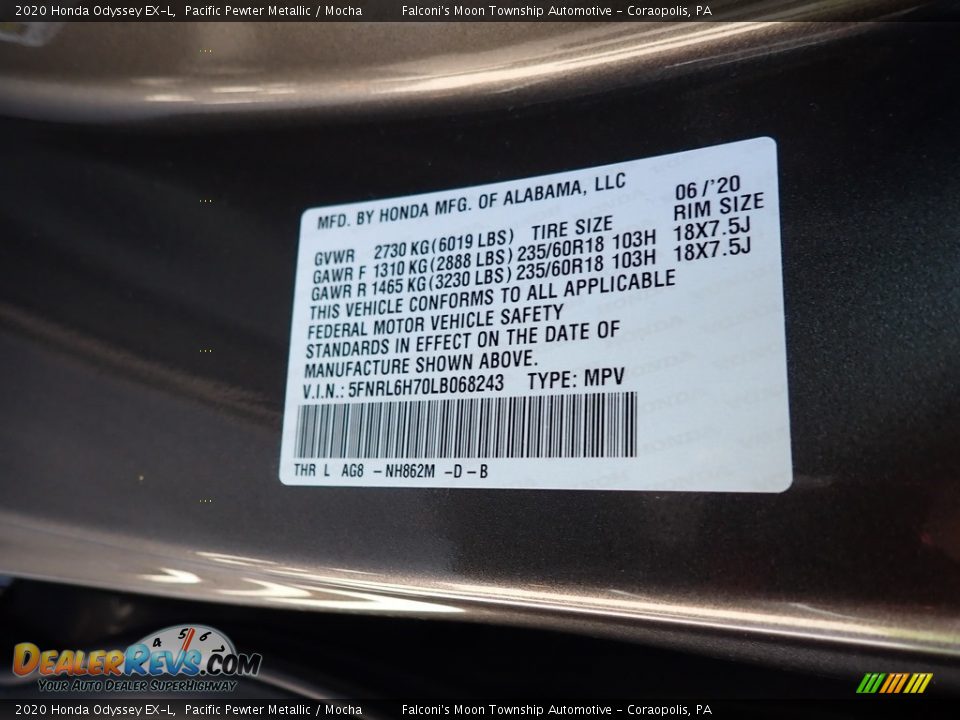 2020 Honda Odyssey EX-L, Pacific Pewter Metallic / Mocha Falconi's Moon Township Automotive - Coraopolis, PA
MFD. BY HONDA MFG. OF ALABAMA, LLC 06/'20
GVWR 2730 KG(6019 LBS) TIRE SIZE RIM SIZE
GAWR F 1310 KG(2888 LBS) 235/60R18 103H 18X7.5J
GAWR R 1465 KG(3230 LBS) 235/60R18 103H 18X7.5J
THIS VEHICLE CONFORMS TO ALL APPLICABLE
FEDERAL MOTOR VEHICLE SAFETY
STANDARDS IN EFFECT ON THE DATE OF
MANUFACTURE SHOWN ABOVE.
V.I.N.: 5FNRL6H70LB068243 TYPE: MPV
THR L AG8 -NH862M -D-B
4 5 6
DEALERREVS.COM
YOUR AUTO DEALER SUPERHIGHWAY
2020 Honda Odyssey EX-L, Pacific Pewter Metallic / Mocha Falconi's Moon Township Automotive - Coraopolis, PA